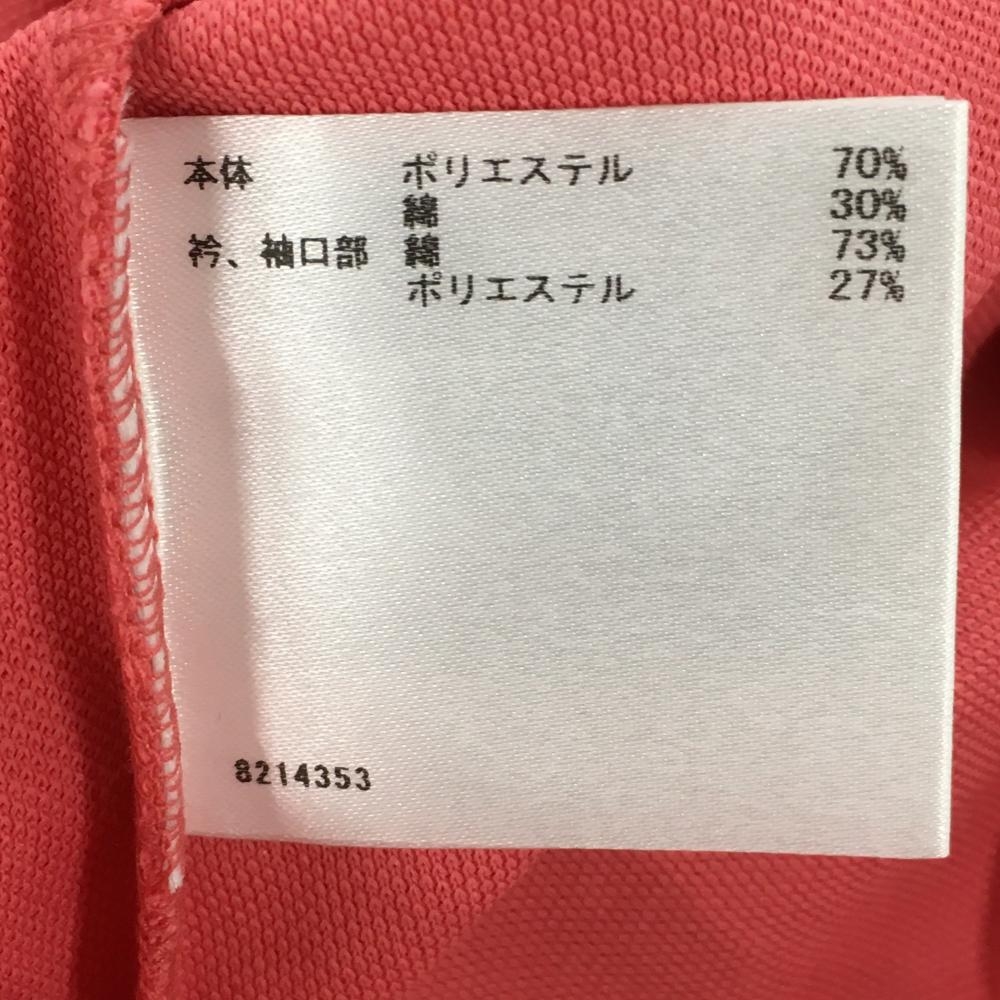 本体 ポリエステル 70%
綿 30%
衿、袖口部 綿 73%
ポリエステル 27%
8214353